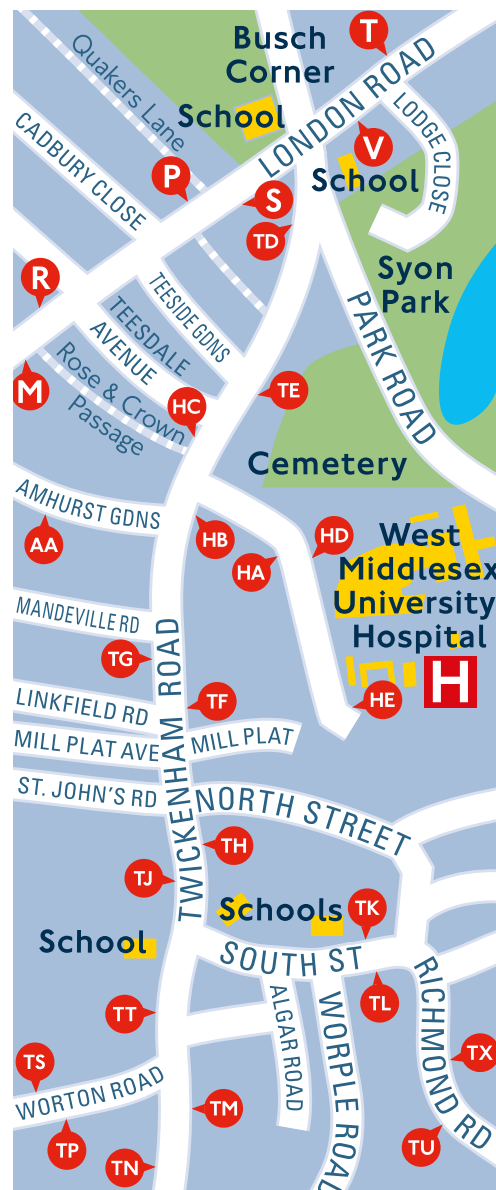 T
Busch
Corner
Quakers Lane
LONDON ROAD
School
LODGE CLOSE
CADBURY CLOSE
V
P
School
S
TD
Syon
Park
R
TEESIDE GDNS
TEESDALE
AVENUE
PARK ROAD
Rose & Crown
Passage
M
TE
HC
Cemetery
AMHURST GDNS
AA
HB
HD
HA
West
Middlesex
University
Hospital
H
MANDEVILLE RD
TG
HE
TF
LINKFIELD RD
MILL PLAT AVE
MILL PLAT
TWICKENHAM ROAD
ST. JOHN'S RD
NORTH STREET
TH
TJ
Schools
TK
School
SOUTH ST
TL
TT
ALGAR ROAD
WORPLE ROAD
RICHMOND RD
TS
TX
WORTON ROAD
TM
TP
TU
TN